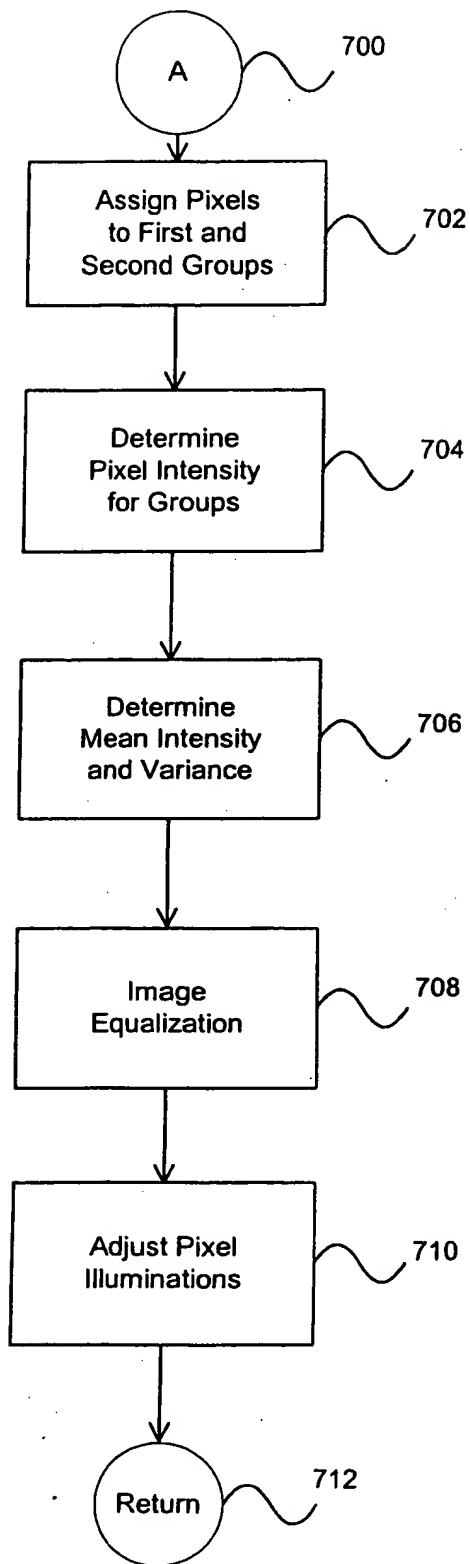 A
700
Assign Pixels
to First and
Second Groups
702
Determine
Pixel Intensity
for Groups
704
Determine
Mean Intensity
and Variance
706
Image
Equalization
708
Adjust Pixel
Illuminations
710
Return
712